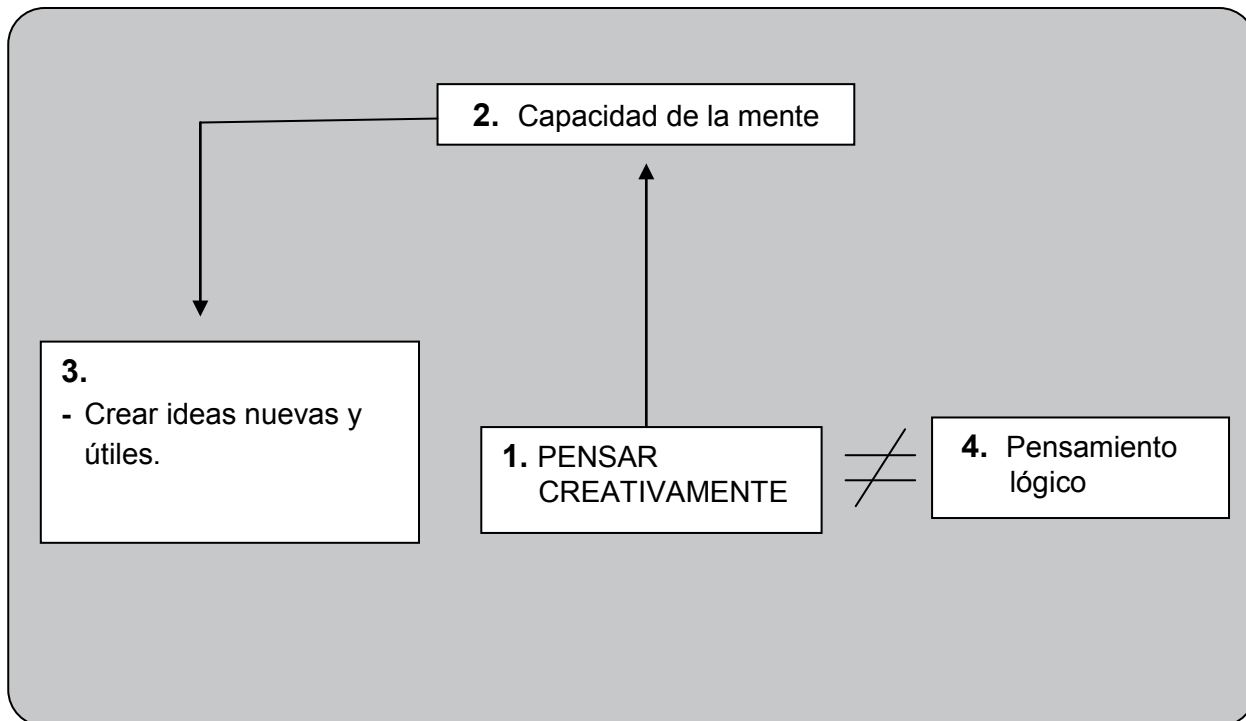 2. Capacidad de la mente
3.
- Crear ideas nuevas y
útiles.
1. PENSAR
CREATIVAMENTE
4. Pensamiento
lógico